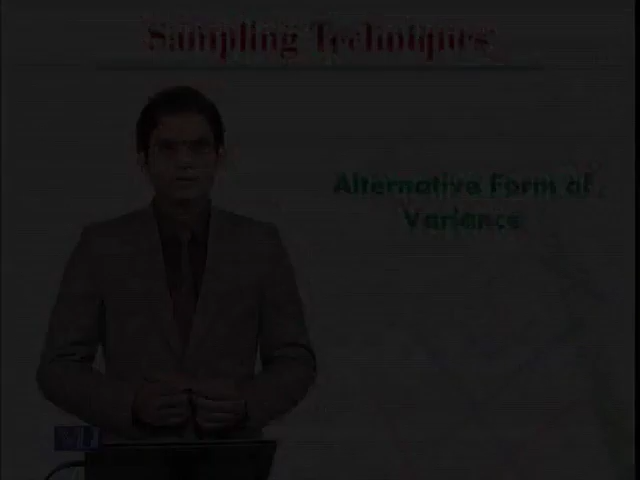 Sampling Techniques
Alternative Form of
Variance